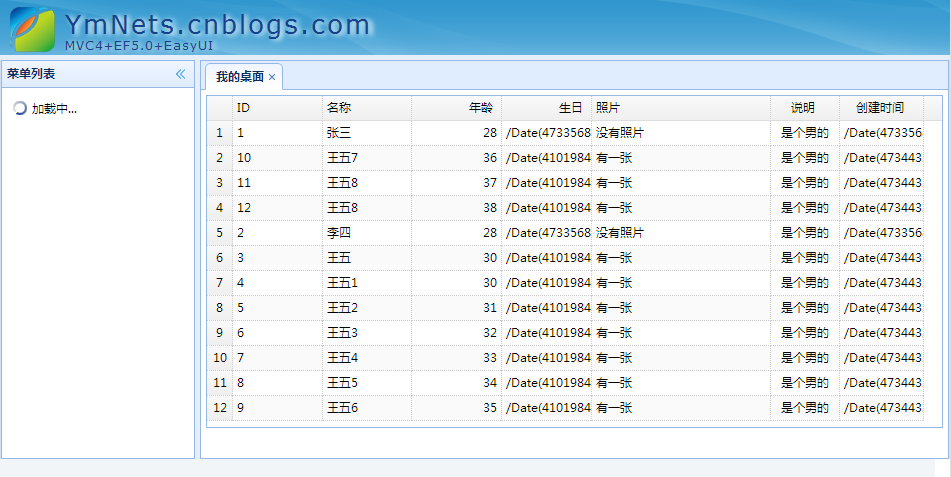 YmNets.cnblogs.com
MVC4+EF5.0+EasyUI
菜单列表
加载中...
我的桌面
ID 名称 年龄 生日 照片 说明 创建时间
1 1 张三 28 /Date(4733568 没有照片 是个男的 /Date(473356
2 10 王五7 36 /Date(4101984 有一张 是个男的 /Date(473443
3 11 王五8 37 /Date(4101984 有一张 是个男的 /Date(473443
4 12 王五8 38 /Date(4101984 有一张 是个男的 /Date(473443
5 2 李四 28 /Date(4733568 没有照片 是个男的 /Date(473356
6 3 王五 30 /Date(4101984 有一张 是个男的 /Date(473443
7 4 王五1 30 /Date(4101984 有一张 是个男的 /Date(473443
8 5 王五2 31 /Date(4101984 有一张 是个男的 /Date(473443
9 6 王五3 32 /Date(4101984 有一张 是个男的 /Date(473443
10 7 王五4 33 /Date(4101984 有一张 是个男的 /Date(473443
11 8 王五5 34 /Date(4101984 有一张 是个男的 /Date(473443
12 9 王五6 35 /Date(4101984 有一张 是个男的 /Date(473443